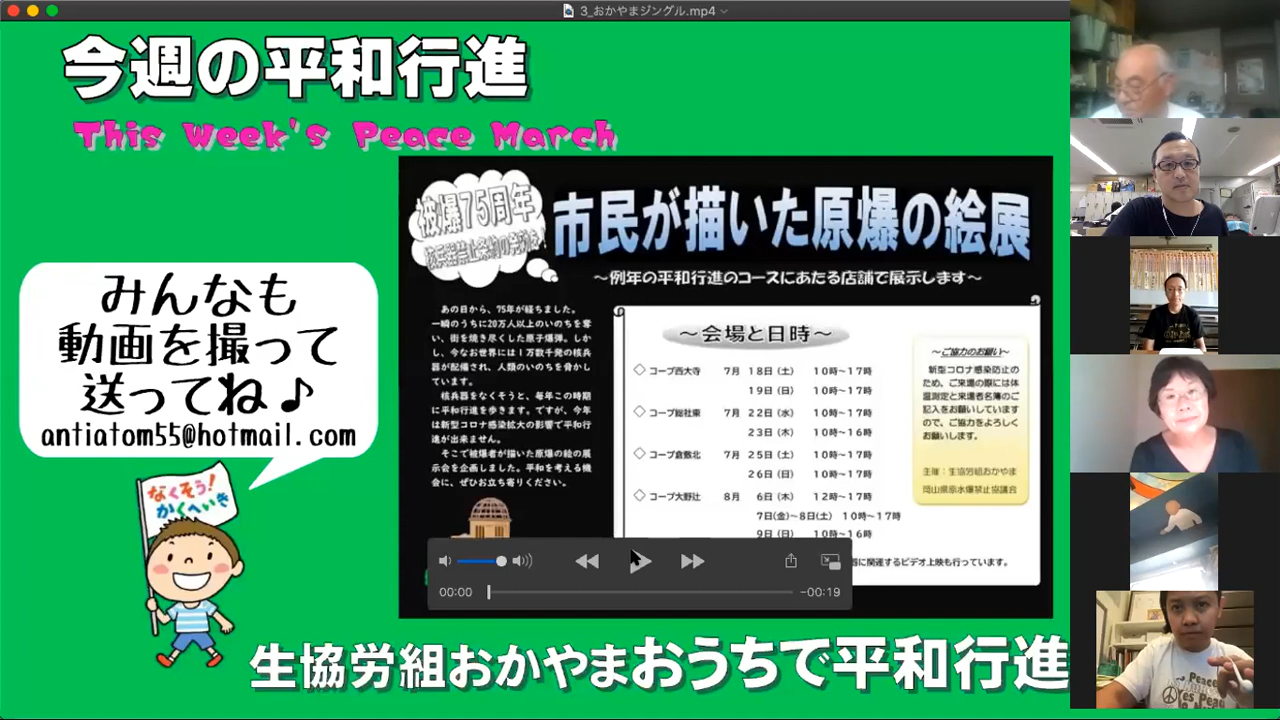 3_おかやまジングル.mp4
今週の平和行進
This Week's Peace March
被爆75周年
市民が描いた原爆の絵展
～例年の平和行進のコースにあたる店舗で展示します～
みんなも
動画を撮って
送ってね♪
antiatom55@hotmail.com
なくそう!
かくへいき
あの日から、75年が経ちました。
一瞬のうちに20万人以上のいのちを奪
い、街を焼き尽くした原子爆弾。しか
し、今なお世界には1万数千発の核兵
器が配備され、人類のいのちを脅かし
ています。
核兵器をなくそうと、毎年この時期
に平和行進を歩きます。ですが、今年
は新型コロナ感染拡大の影響で平和行
進が出来ません。
そこで被爆者が描いた原爆の絵の展
示会を企画しました。平和を考える機
会に、ぜひお立ち寄りください。
～会場と日時～
◇ コープ西大寺 7月 18日(土) 10時～17時
19日(日) 10時～17時
◇ コープ総社東 7月 22日(水) 10時～17時
23日(木) 10時～16時
◇ コープ倉敷北 7月 25日(土) 10時～17時
26日(日) 10時～17時
◇ コープ大野辻 8月 6日(木) 12時～17時
7日(金)～8日(土) 10時～17時
9日(日) 10時～16時
に関連するビデオ上映も行っています。
～ご協力のお願い～
新型コロナ感染防止の
ため、ご来場の際には体
温測定と来場者名簿のご
記入をお願いしています
ので、ご協力をよろしく
お願いします。
主催：生協労組おかやま
岡山県原水爆禁止協議会
00:00
-00:19
生協労組おかやまおうちで平和行進
Peace
Yes Peace